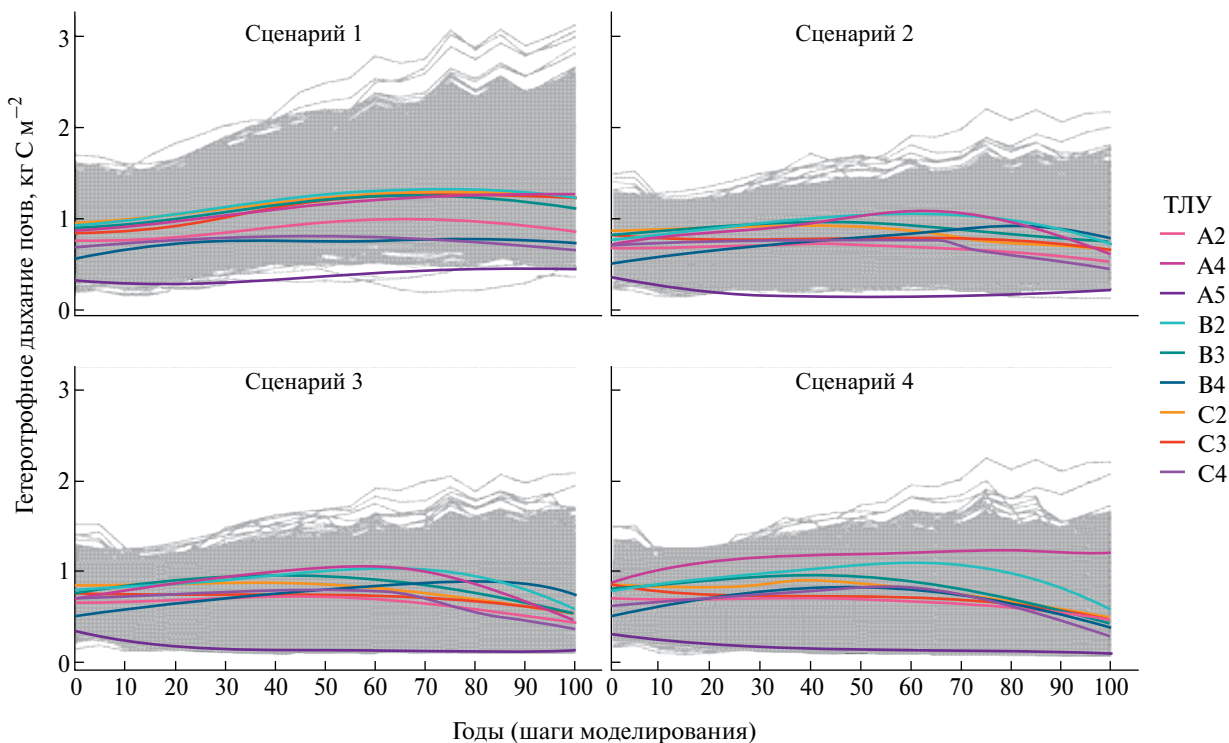 Сценарий 1
Сценарий 2
3
2
1
0
Гетеротрофное дыхание почв, кг С м⁻²
Сценарий 3
Сценарий 4
3
2
1
0
0 10 20 30 40 50 60 70 80 90 100
0 10 20 30 40 50 60 70 80 90 100
Годы (шаги моделирования)
ТЛУ
A2
A4
A5
B2
B3
B4
C2
C3
C4